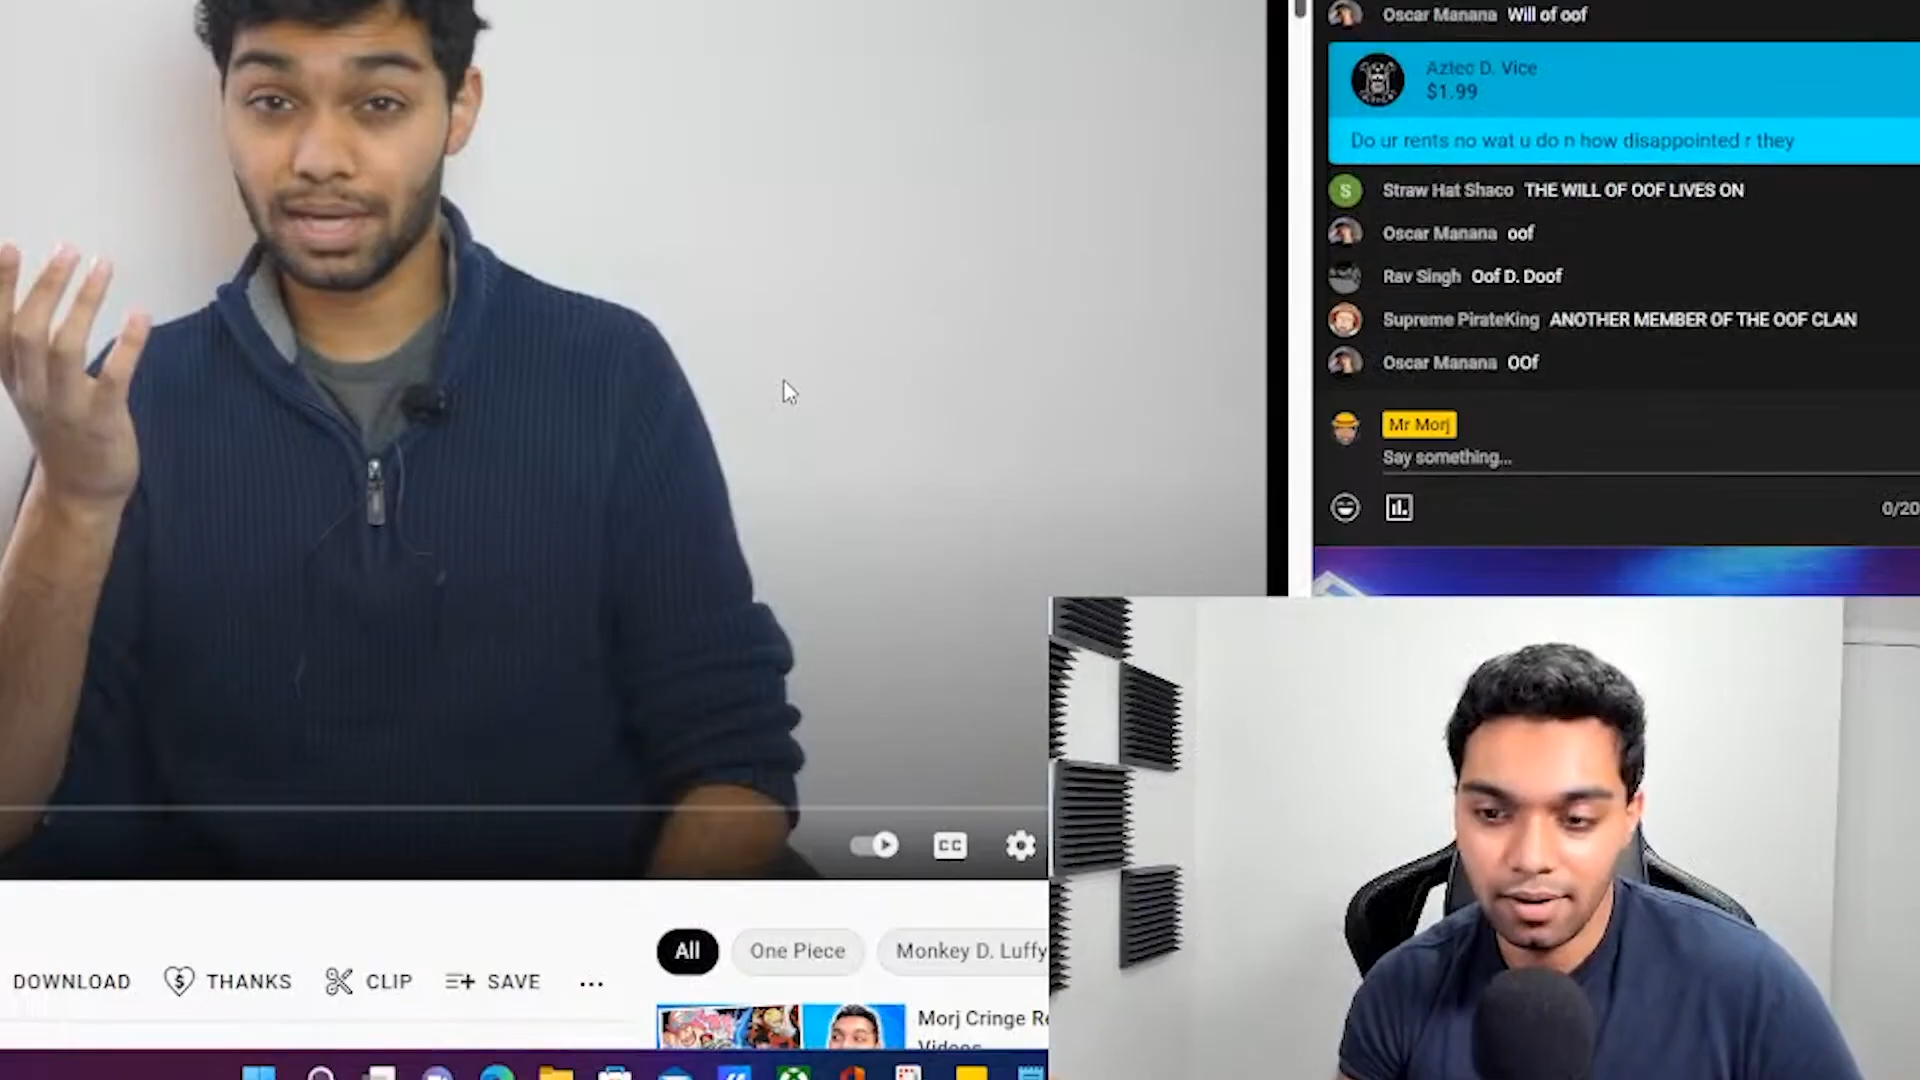 Oscar Manana Will of oof
Aztec D. Vice
$1.99
Do ur rents no wat u do n how disappointed r they
S Straw Hat Shaco THE WILL OF OOF LIVES ON
Oscar Manana oof
Rav Singh Oof D. Doof
Supreme PirateKing ANOTHER MEMBER OF THE OOF CLAN
Oscar Manana OOf
Mr Morj
Say something...
0/20
CC
All One Piece Monkey D. Luffy
DOWNLOAD THANKS CLIP SAVE ...
Morj Cringe Re
Videos